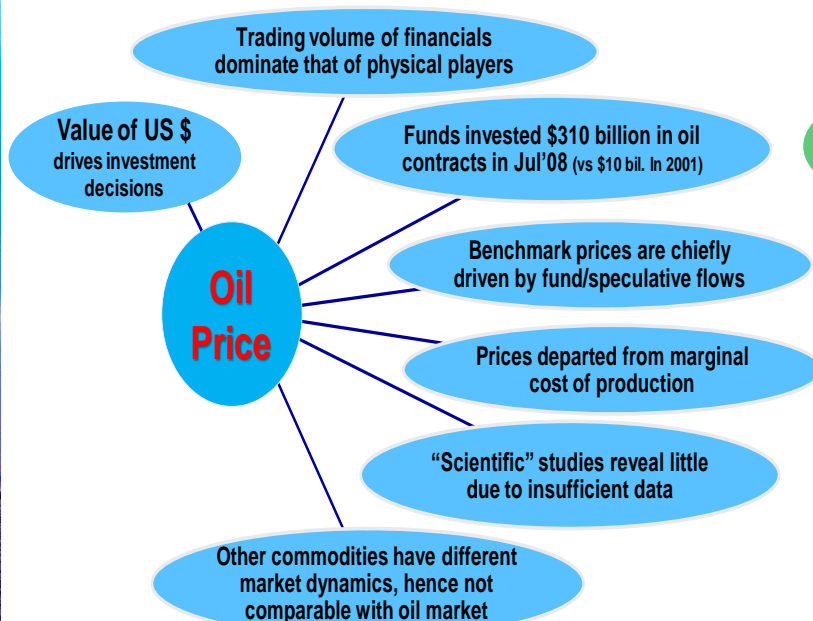 Trading volume of financials
dominate that of physical players
Value of US $
drives investment
decisions
Funds invested $310 billion in oil
contracts in Jul'08 (vs $10 bil. In 2001)
Benchmark prices are chiefly
driven by fund/speculative flows
Oil
Price
Prices departed from marginal
cost of production
“Scientific” studies reveal little
due to insufficient data
Other commodities have different
market dynamics, hence not
comparable with oil market